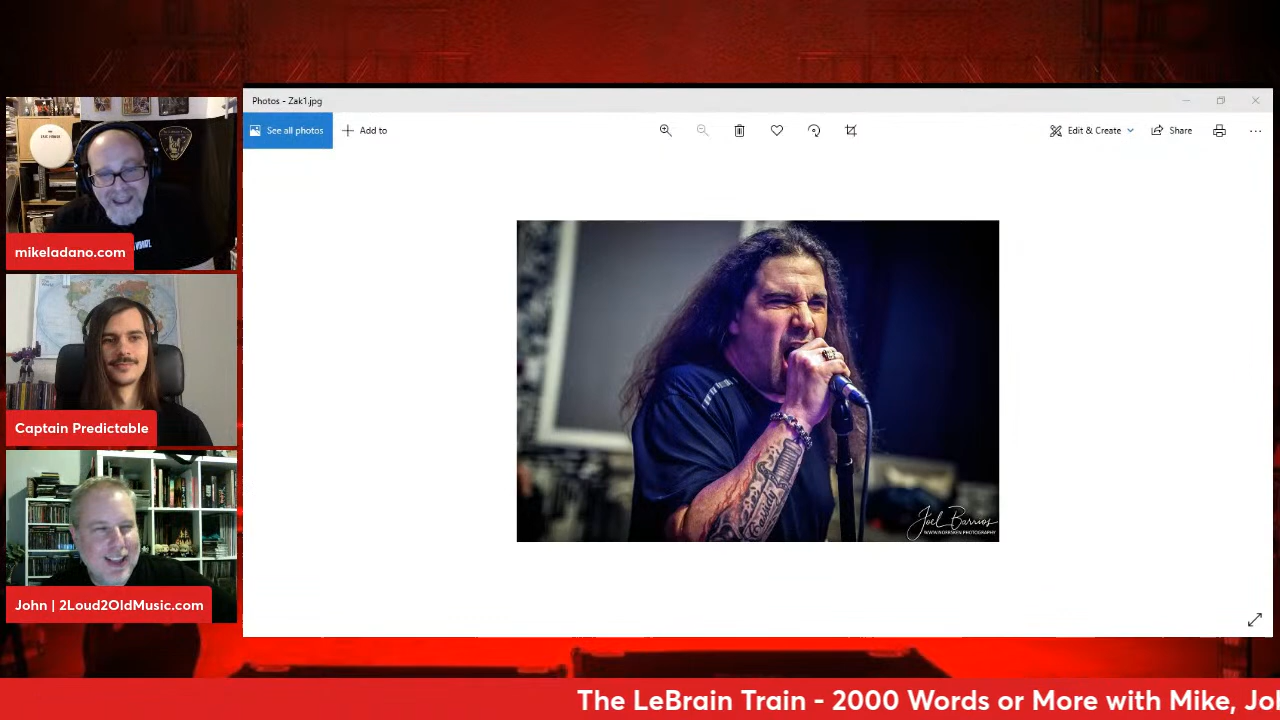 Photos - Zak1.jpg
See all photos
Add to
Edit & Create
Share
mikeladano.com
Captain Predictable
John | 2Loud2OldMusic.com
Joel Barrios
The LeBrain Train - 2000 Words or More with Mike, Jo